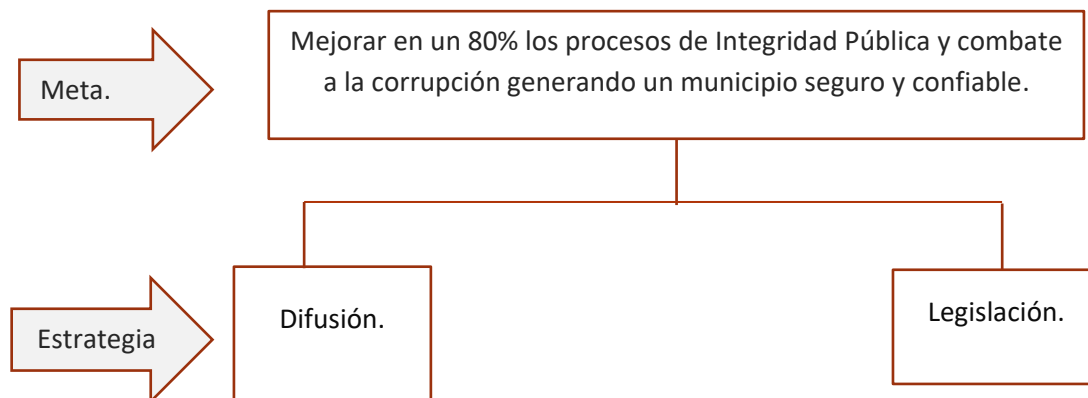 Meta.
Mejorar en un 80% los procesos de Integridad Pública y combate
a la corrupción generando un municipio seguro y confiable.
Estrategia
Difusión.
Legislación.